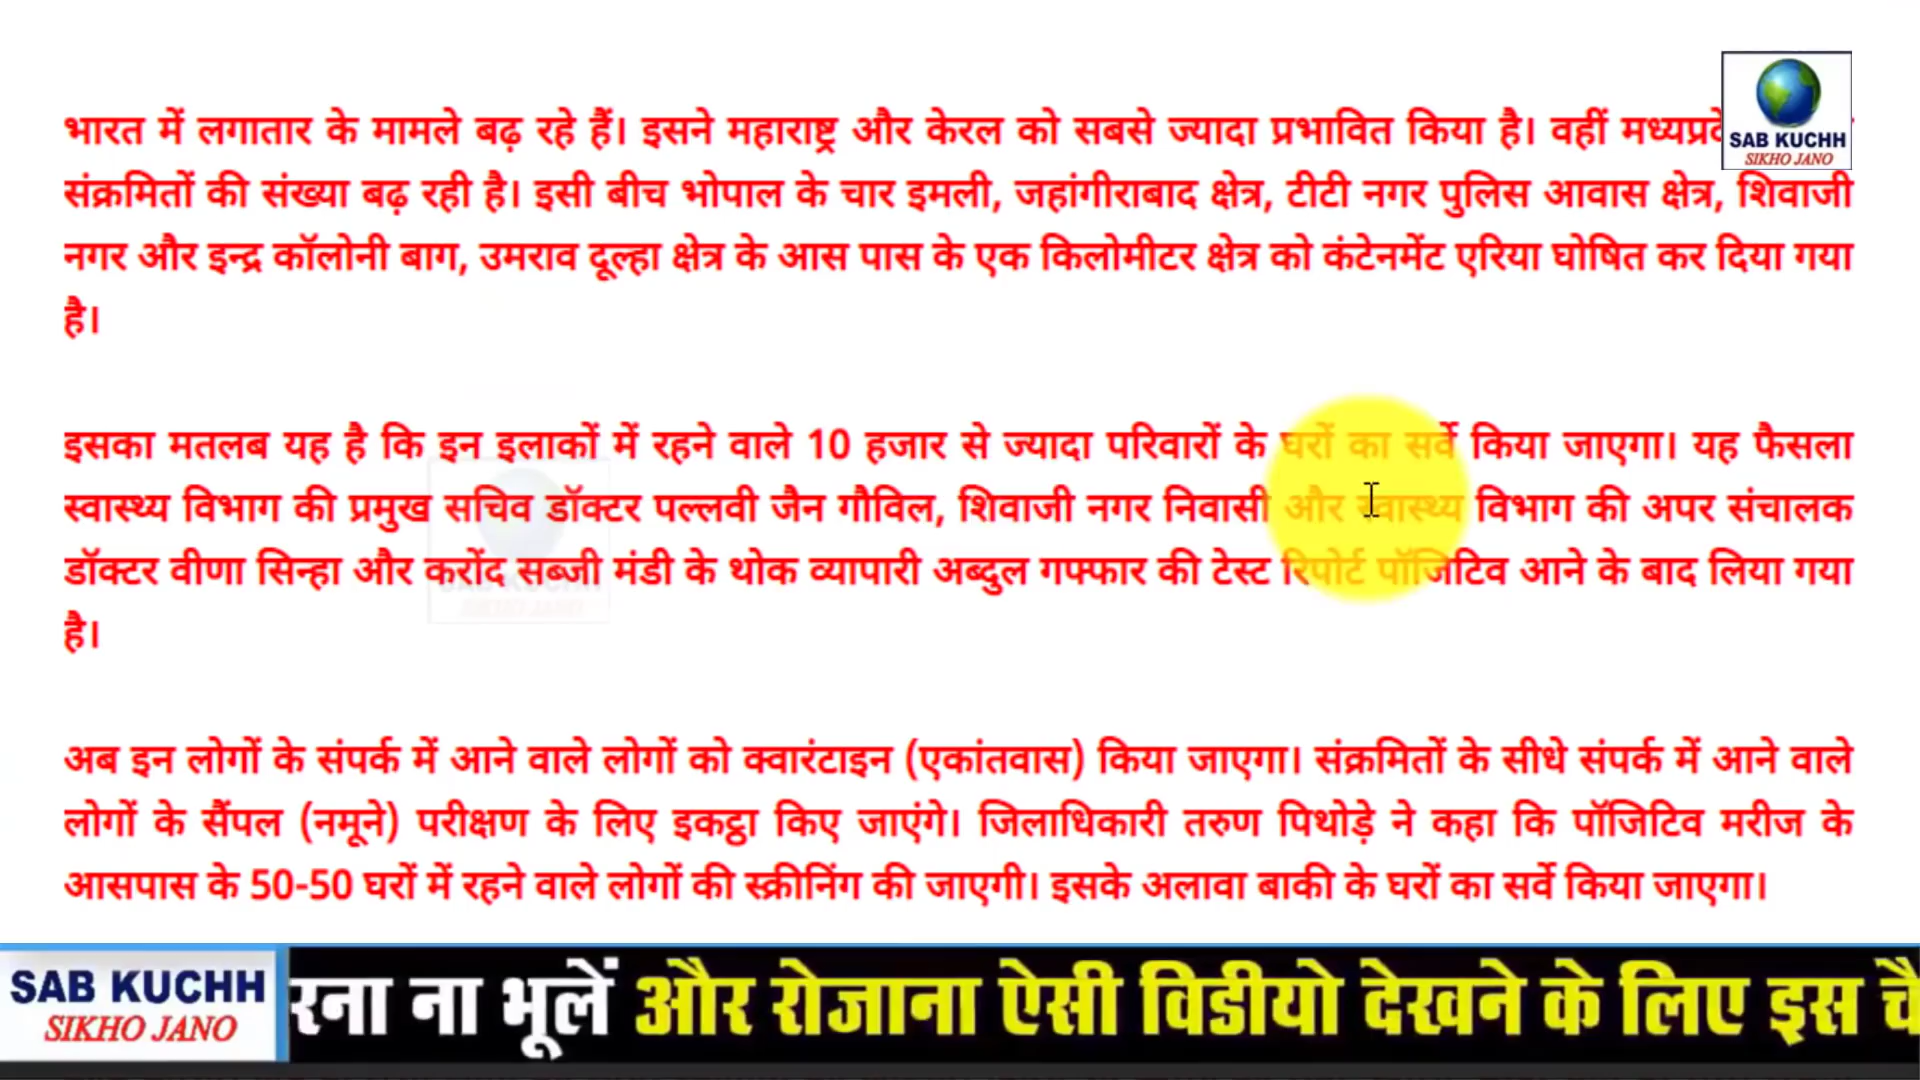 भारत में लगातार के मामले बढ़ रहे हैं। इसने महाराष्ट्र और केरल को सबसे ज्यादा प्रभावित किया है। वहीं
SAB KUCHH
SIKHO JANO
संक्रमितों की संख्या बढ़ रही है। इसी बीच भोपाल के चार इमली, जहांगीराबाद क्षेत्र, टीटी नगर पुलिस आवास क्षेत्र, शिवाजी
नगर और इन्द्र कॉलोनी बाग, उमराव दूल्हा क्षेत्र के आस पास के एक किलोमीटर क्षेत्र को कंटेनमेंट एरिया घोषित कर दिया गया
है।
इसका मतलब यह है कि इन इलाकों में रहने वाले 10 हजार से ज्यादा परिवारों के घरों का सर्वे किया जाएगा। यह फैसला
स्वास्थ्य विभाग की प्रमुख सचिव डॉक्टर पल्लवी जैन गौविल, शिवाजी नगर निवासी और स्वास्थ्य विभाग की अपर संचालक
डॉक्टर वीणा सिन्हा और करोंद सब्जी मंडी के थोक व्यापारी अब्दुल गफ्फार की टेस्ट रिपोर्ट पॉजिटिव आने के बाद लिया गया
है।
अब इन लोगों के संपर्क में आने वाले लोगों को क्वारंटाइन (एकांतवास) किया जाएगा। संक्रमितों के सीधे संपर्क में आने वाले
लोगों के सैंपल (नमूने) परीक्षण के लिए इकट्ठा किए जाएंगे। जिलाधिकारी तरुण पिथोड़े ने कहा कि पॉजिटिव मरीज के
आसपास के 50-50 घरों में रहने वाले लोगों की स्क्रीनिंग की जाएगी। इसके अलावा बाकी के घरों का सर्वे किया जाएगा।
SAB KUCHH
SIKHO JANO
रना ना भूलें और रोजाना ऐसी विडीयो देखने के लिए इस